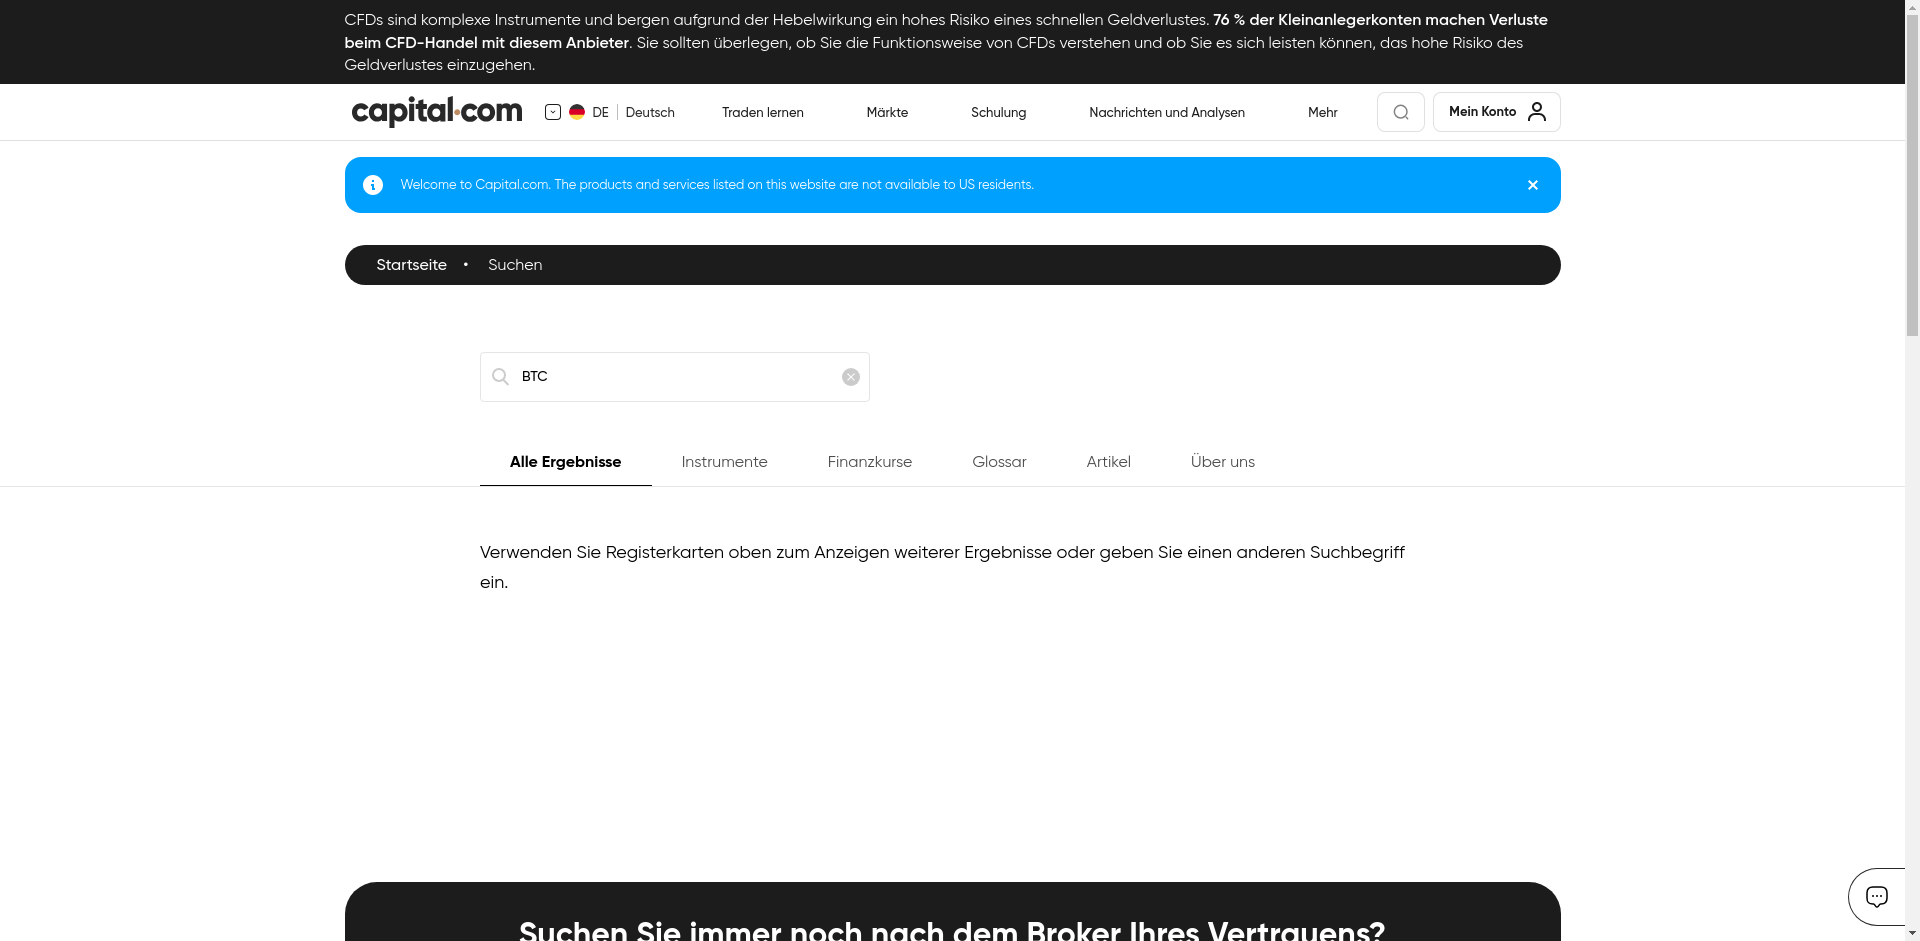 CFDs sind komplexe Instrumente und bergen aufgrund der Hebelwirkung ein hohes Risiko eines schnellen Geldverlustes. 76 % der Kleinanlegerkonten machen Verluste
beim CFD-Handel mit diesem Anbieter. Sie sollten überlegen, ob Sie die Funktionsweise von CFDs verstehen und ob Sie es sich leisten können, das hohe Risiko des
Geldverlustes einzugehen.
capital.com DE Deutsch Traden lernen Märkte Schulung Nachrichten und Analysen Mehr Mein Konto
Welcome to Capital.com. The products and services listed on this website are not available to US residents.
Startseite • Suchen
BTC
Alle Ergebnisse Instrumente Finanzkurse Glossar Artikel Über uns
Verwenden Sie Registerkarten oben zum Anzeigen weiterer Ergebnisse oder geben Sie einen anderen Suchbegriff
ein.
Suchen Sie immer noch nach dem Broker Ihres Vertrauens?